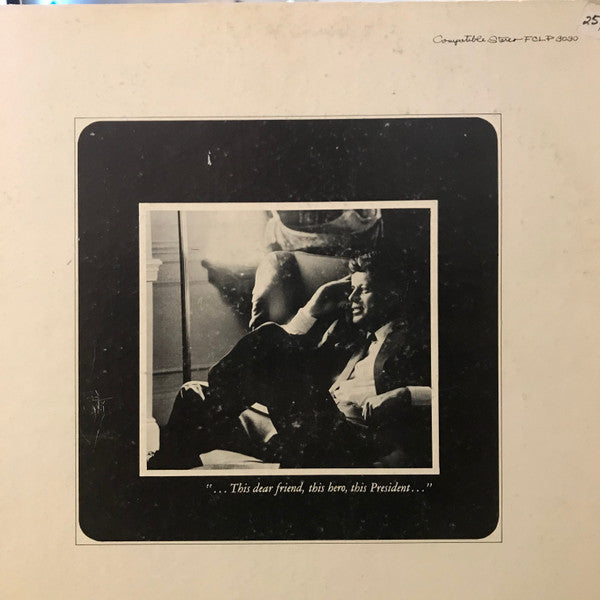 25
Compatible Stereo FCLP 3030
"... This dear friend, this hero, this President..."